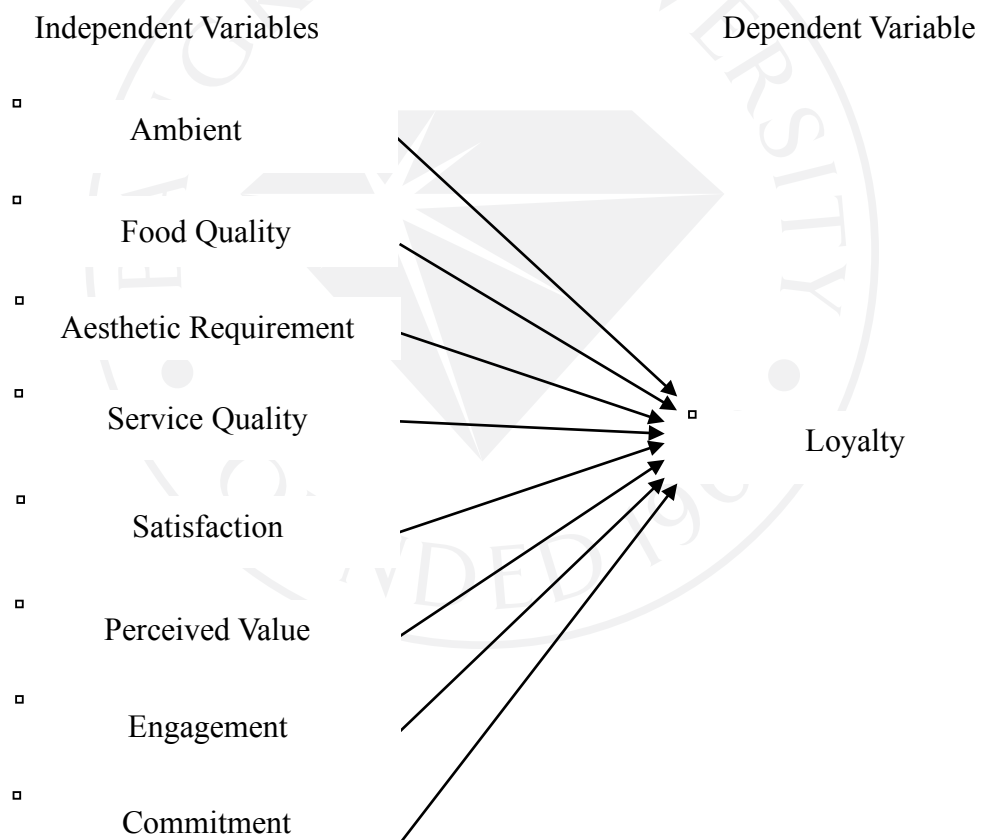 Independent Variables
Dependent Variable
Ambient
Food Quality
Aesthetic Requirement
Service Quality
Loyalty
Satisfaction
Perceived Value
Engagement
Commitment